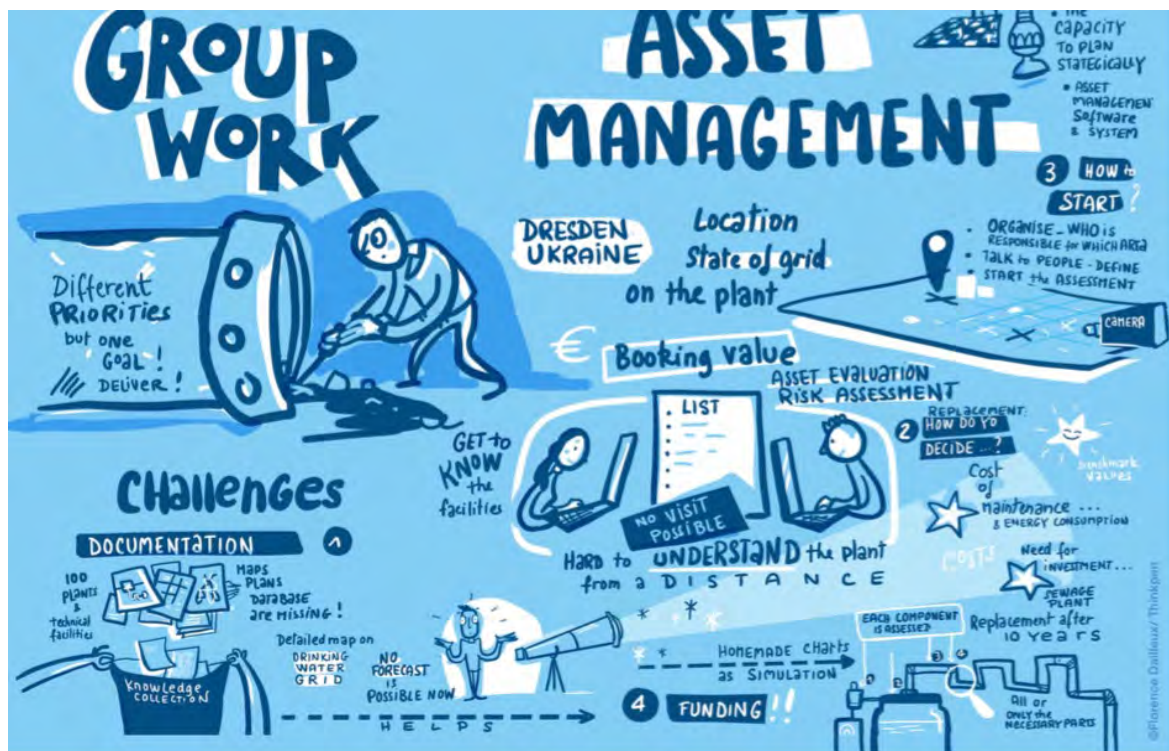 GROUP
WORK
Different
PRIORITIES
but ONE
GOAL!
DELIVER!
ASSET
MANAGEMENT
• THE
CAPACITY
TO PLAN
STATEGICALLY
• ASSET
MANAGEMEN
Software
& SYSTEM
DRESDEN
UKRAINE
Location
State of grid
on the plant
3 HOW to
START?
• ORGANISE - WHO is
RESPONSIBLE for WHICH AREA
• TALK to PEOPLE - DEFINE
• START the ASSESSMENT
CAMERA
€ Booking value
ASSET EVALUATION
RISK ASSESSMENT
GET to
KNOW
the
facilities
LIST
NO VISIT
POSSIBLE
HARD to UNDERSTAND the plant
from a DISTANCE
2 REPLACEMENT:
HOW DO YO
DECIDE...?
benchmark
VALUES
Cost
of
maintenance...
& ENERGY CONSUMPTION
COSTS
Need for
INVESTMENT...
SEWAGE
PLANT
Replacement after
10 years
Challenges
DOCUMENTATION 1
100
PLANTS
&
technical
facilities
MAPS
PLANS
DATABASE
are MISSING!
Knowledge
COLLECTION
Detailed map on
DRINKING
WATER
GRID
NO
FORECAST
is
POSSIBLE NOW
HELPS
HOMEMADE CHARTS
as SIMULATION
4 FUNDING!!
EACH COMPONENT
IS ASSESSED
All or
ONLY the
NECESSARY PARTS
©Florence Dailleux/ Thinkpen